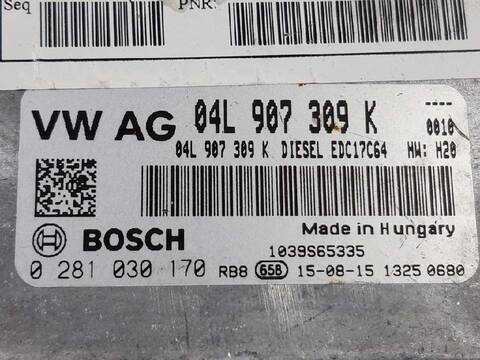 Seq PNR:
VW AG 04L 907 309 K ----
0010
04L 907 309 K DIESEL EDC17C64 HW: H20
Made in Hungary
BOSCH 1039S65335
0 281 030 170 RB8 658 15-08-15 1325 0680